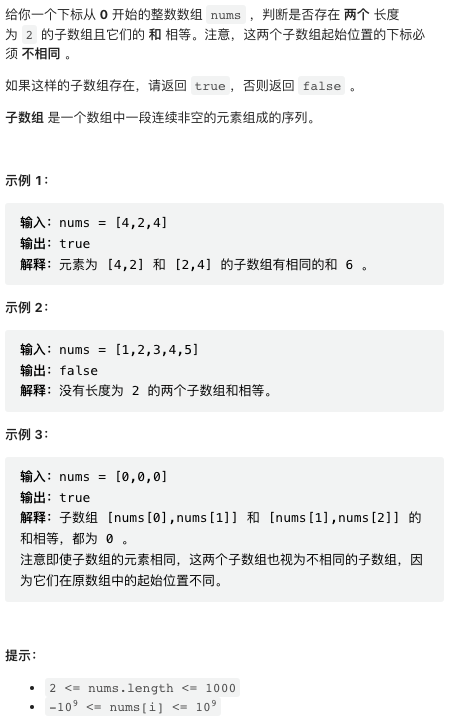 给你一个下标从 0 开始的整数数组 nums ，判断是否存在 两个 长度
为 2 的子数组且它们的 和 相等。注意，这两个子数组起始位置的下标必
须 不相同 。
如果这样的子数组存在，请返回 true，否则返回 false 。
子数组 是一个数组中一段连续非空的元素组成的序列。
示例 1：
输入：nums = [4,2,4]
输出：true
解释：元素为 [4,2] 和 [2,4] 的子数组有相同的和 6 。
示例 2：
输入：nums = [1,2,3,4,5]
输出：false
解释：没有长度为 2 的两个子数组和相等。
示例 3：
输入：nums = [0,0,0]
输出：true
解释：子数组 [nums[0],nums[1]] 和 [nums[1],nums[2]] 的
和相等，都为 0 。
注意即使子数组的元素相同，这两个子数组也视为不相同的子数组，因
为它们在原数组中的起始位置不同。
提示：
• 2 <= nums.length <= 1000
• -10⁹ <= nums[i] <= 10⁹